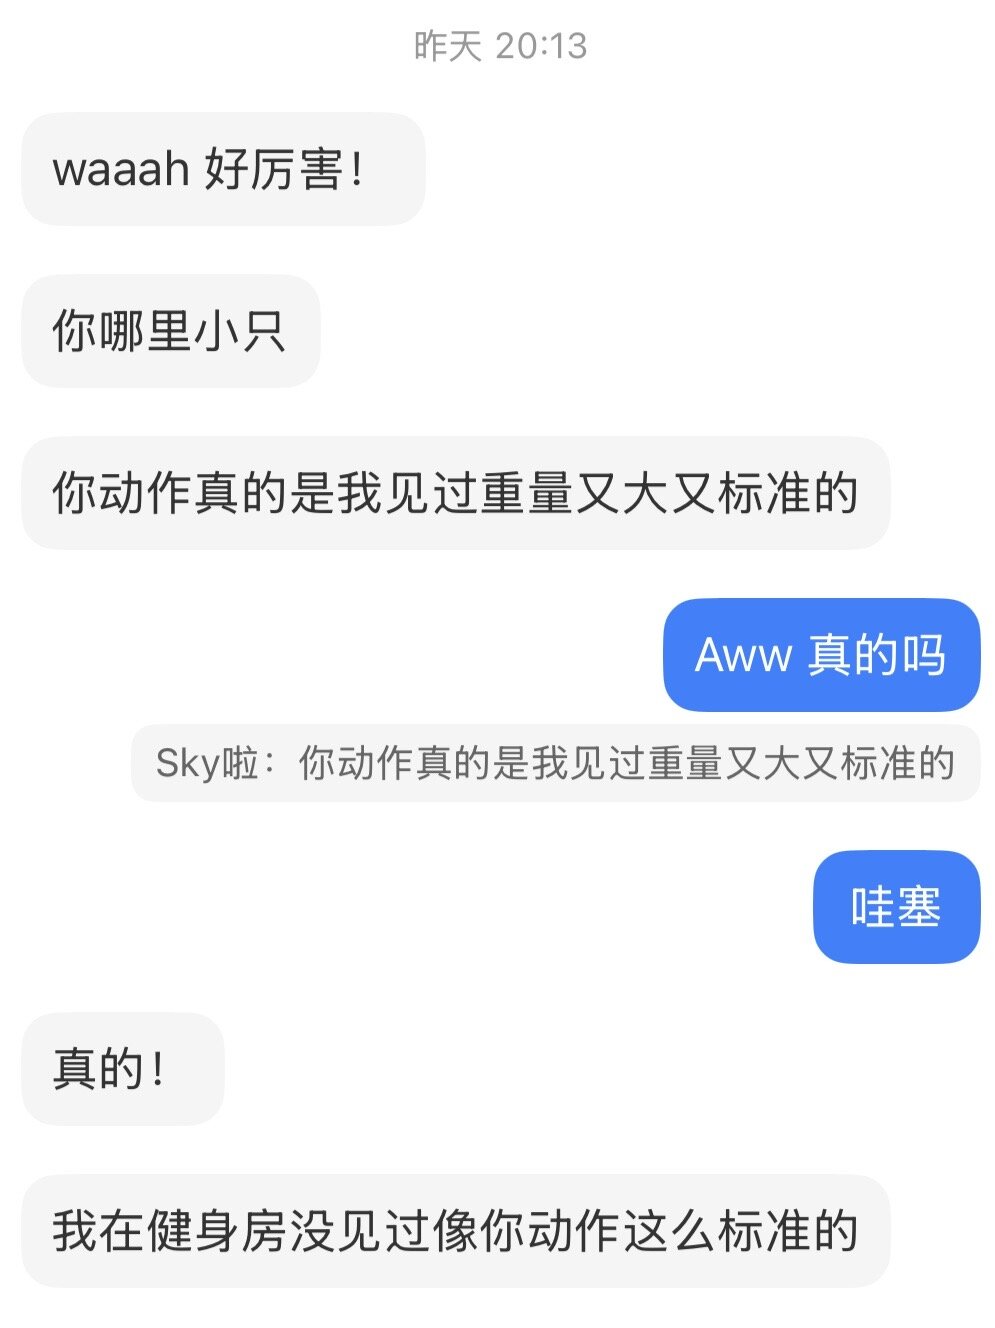 昨天 20:13
waaah 好厉害！
你哪里小只
你动作真的是我见过重量又大又标准的
Aww 真的吗
Sky啦：你动作真的是我见过重量又大又标准的
哇塞
真的！
我在健身房没见过像你动作这么标准的